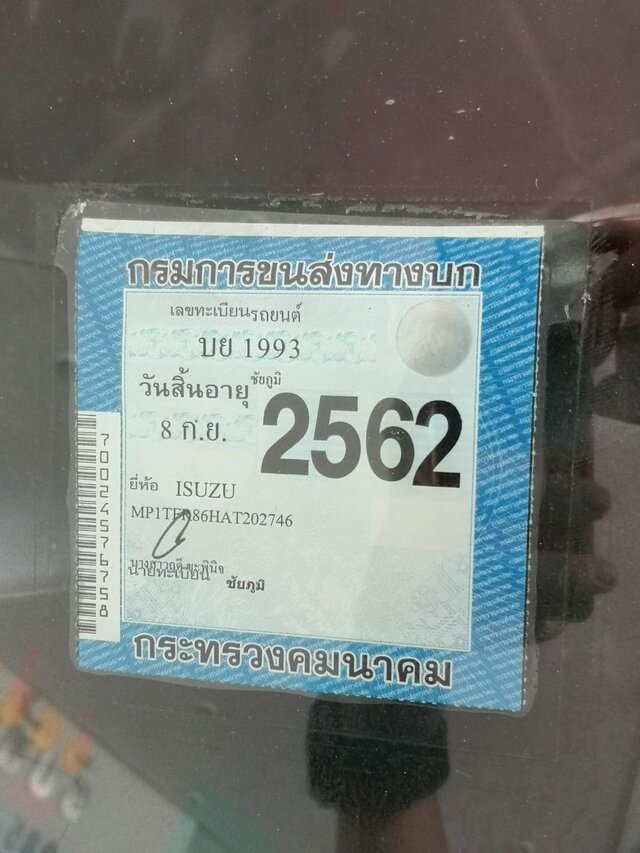 กรมการขนส่งทางบก
เลขทะเบียนรถยนต์
บย 1993
ชัยภูมิ
วันสิ้นอายุ
8 ก.ย.
2562
ยี่ห้อ ISUZU
MP1TFR86HAT202746
นายทะเบียน
ชัยภูมิ
กระทรวงคมนาคม
70024576758